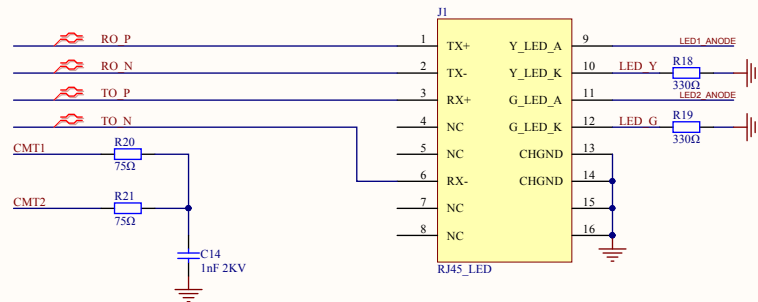 J1
RO_P 1 TX+ Y_LED_A 9 LED1_ANODE
RO_N 2 TX- Y_LED_K 10 LED_Y R18 330Ω
TO_P 3 RX+ G_LED_A 11 LED2_ANODE
TO_N 4 NC G_LED_K 12 LED_G R19 330Ω
CMT1 R20 75Ω 5 NC CHGND 13
6 RX- CHGND 14
CMT2 R21 75Ω 7 NC 15
8 NC 16
C14
1nF 2KV
RJ45_LED